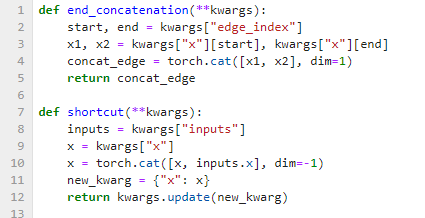 1 def end_concatenation(**kwargs):
2     start, end = kwargs["edge_index"]
3     x1, x2 = kwargs["x"][start], kwargs["x"][end]
4     concat_edge = torch.cat([x1, x2], dim=1)
5     return concat_edge
6
7 def shortcut(**kwargs):
8     inputs = kwargs["inputs"]
9     x = kwargs["x"]
10     x = torch.cat([x, inputs.x], dim=-1)
11     new_kwarg = {"x": x}
12     return kwargs.update(new_kwarg)
13